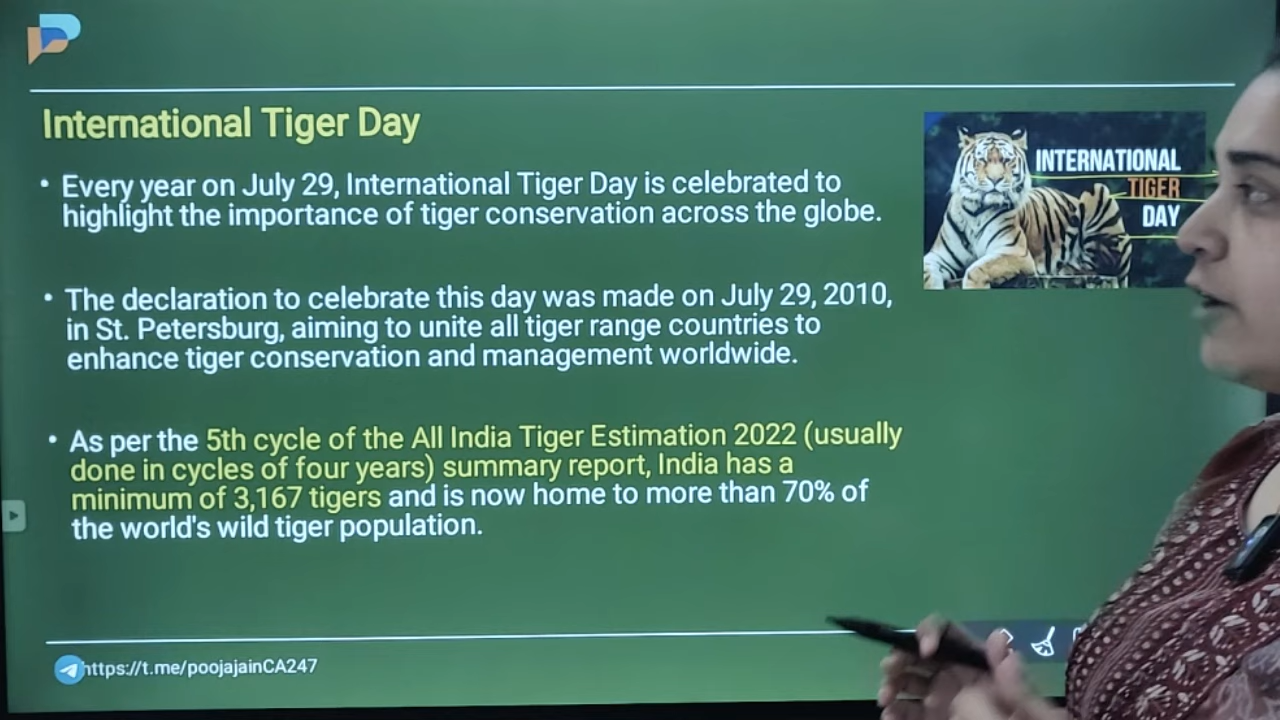 International Tiger Day
INTERNATIONAL
TIGER
DAY
• Every year on July 29, International Tiger Day is celebrated to
highlight the importance of tiger conservation across the globe.
• The declaration to celebrate this day was made on July 29, 2010,
in St. Petersburg, aiming to unite all tiger range countries to
enhance tiger conservation and management worldwide.
• As per the 5th cycle of the All India Tiger Estimation 2022 (usually
done in cycles of four years) summary report, India has a
minimum of 3,167 tigers and is now home to more than 70% of
the world's wild tiger population.
https://t.me/poojajainCA247